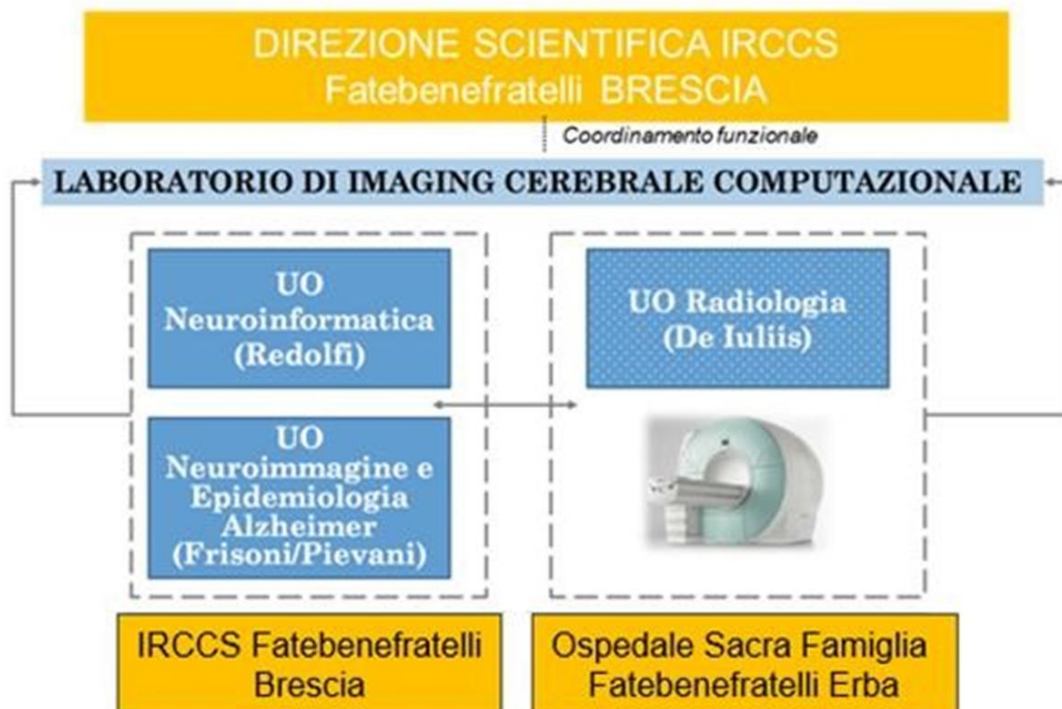 DIREZIONE SCIENTIFICA IRCCS
Fatebenefratelli BRESCIA
Coordinamento funzionale
LABORATORIO DI IMAGING CEREBRALE COMPUTAZIONALE
UO
Neuroinformatica
(Redolfi)
UO
Neuroimmagine e
Epidemiologia
Alzheimer
(Frisoni/Pievani)
UO Radiologia
(De Iuliis)
IRCCS Fatebenefratelli
Brescia
Ospedale Sacra Famiglia
Fatebenefratelli Erba